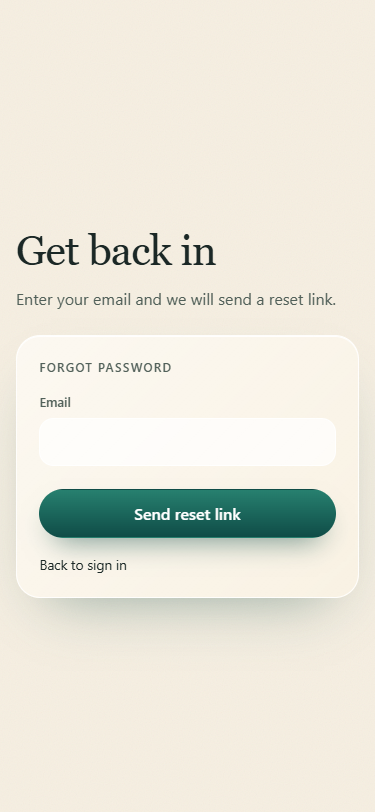 Get back in
Enter your email and we will send a reset link.
FORGOT PASSWORD
Email
Send reset link
Back to sign in